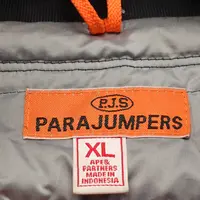 P.J.S
PARAJUMPERS
XL
APE&
PARTNERS
MADE IN
INDONESIA